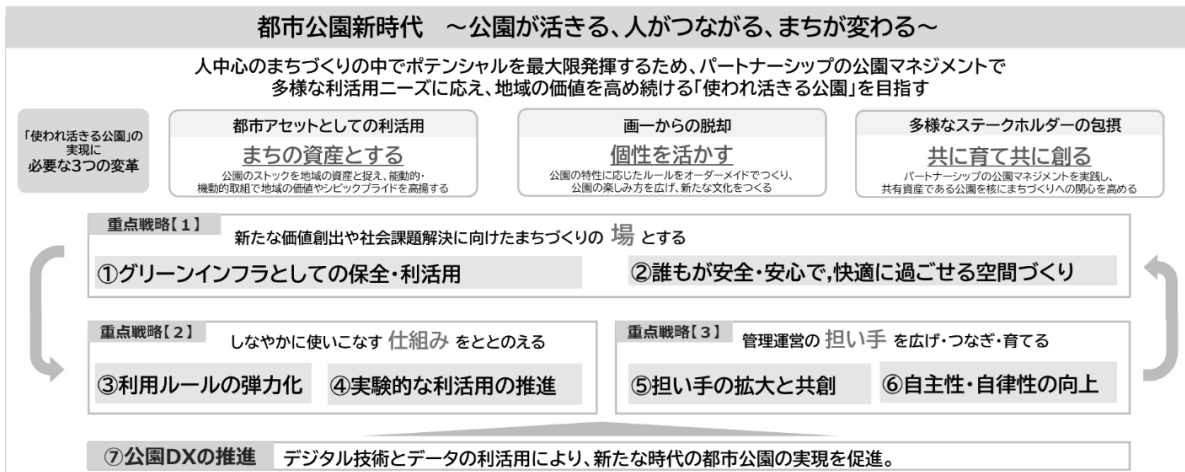 都市公園新時代　～公園が活きる、人がつながる、まちが変わる～
人中心のまちづくりの中でポテンシャルを最大限発揮するため、パートナーシップの公園マネジメントで
多様な利活用ニーズに応え、地域の価値を高め続ける「使われ活きる公園」を目指す
「使われ活きる公園」の
実現に
必要な3つの変革
都市アセットとしての利活用
まちの資産とする
公園のストックを地域の資産と捉え、能動的・
機動的取組で地域の価値やシビックプライドを高揚する
画一からの脱却
個性を活かす
公園の特性に応じたルールをオーダーメイドでつくり、
公園の楽しみ方を広げ、新たな文化をつくる
多様なステークホルダーの包摂
共に育て共に創る
パートナーシップの公園マネジメントを実践し、
共有資産である公園を核にまちづくりへの関心を高める
重点戦略【1】
新たな価値創出や社会課題解決に向けたまちづくりの 場 とする
①グリーンインフラとしての保全・利活用
②誰もが安全・安心で,快適に過ごせる空間づくり
重点戦略【2】
しなやかに使いこなす 仕組み をととのえる
③利用ルールの弾力化
④実験的な利活用の推進
重点戦略【3】
管理運営の 担い手 を広げ・つなぎ・育てる
⑤担い手の拡大と共創
⑥自主性・自律性の向上
⑦公園DXの推進
デジタル技術とデータの利活用により、新たな時代の都市公園の実現を促進。